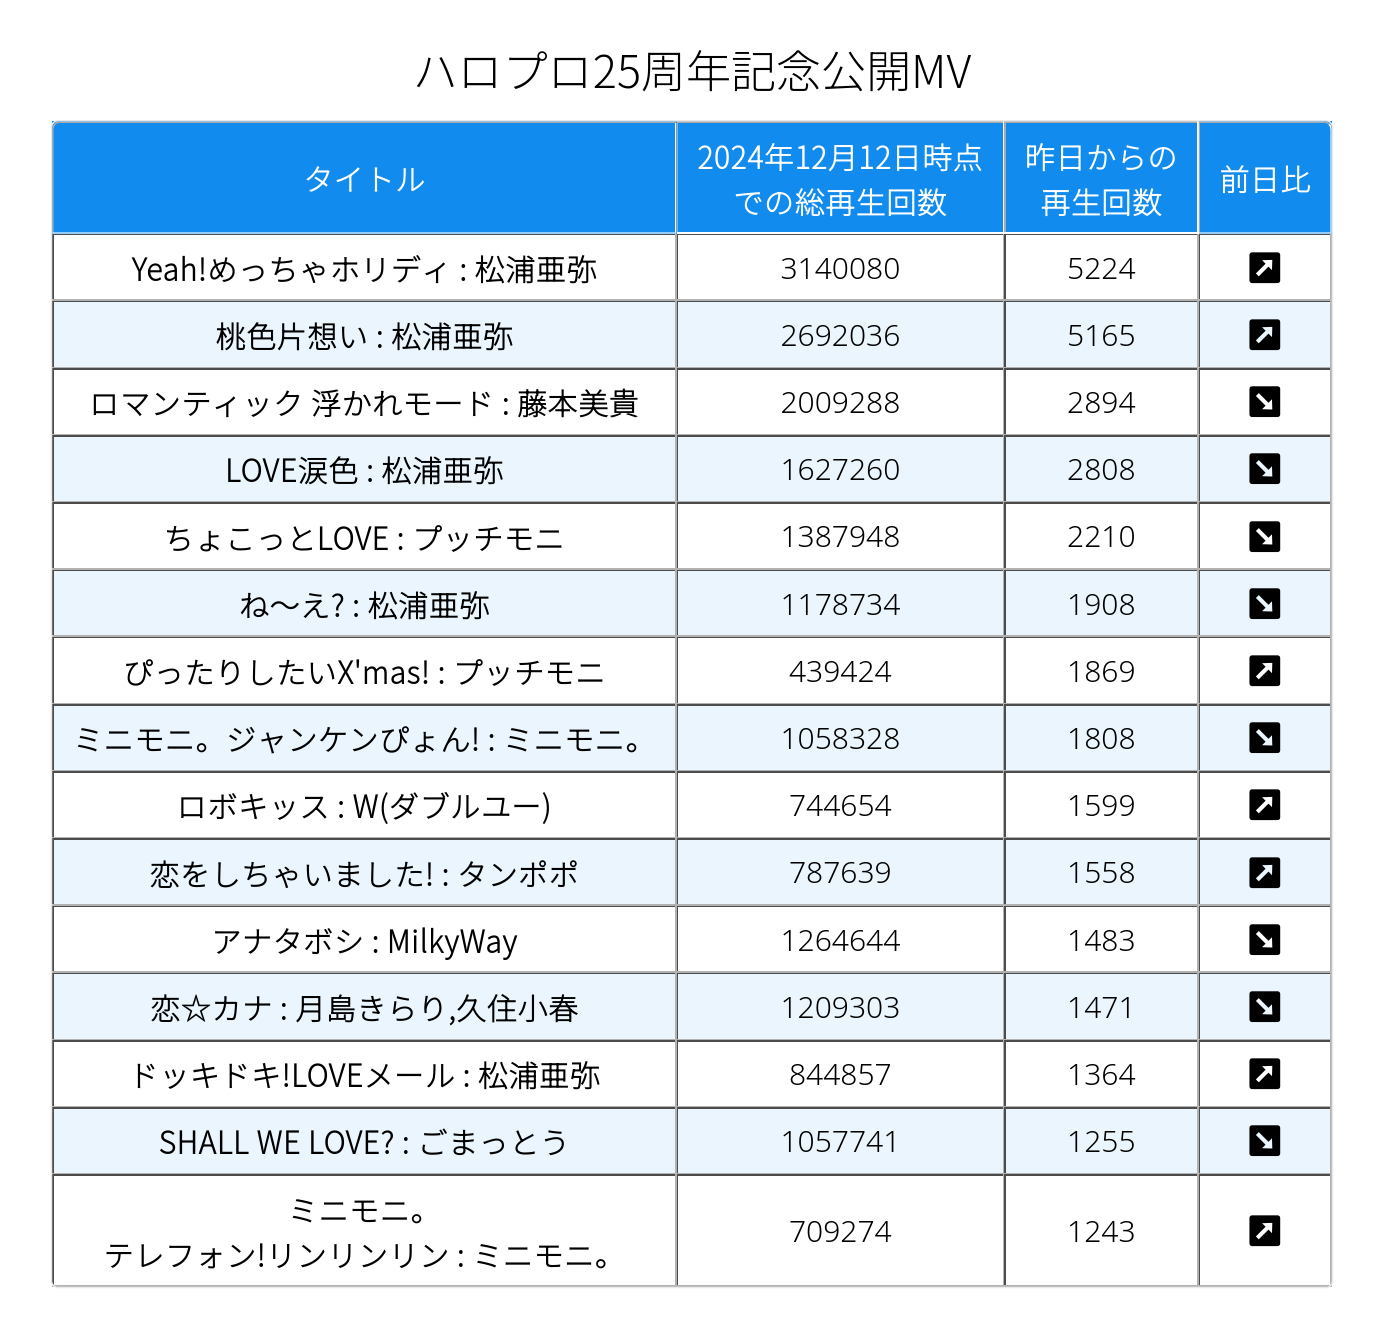 ハロプロ25周年記念公開MV
タイトル 2024年12月12日時点 昨日からの 前日比
での総再生回数 再生回数
Yeah!めっちゃホリディ : 松浦亜弥 3140080 5224 ↗
桃色片想い : 松浦亜弥 2692036 5165 ↗
ロマンティック 浮かれモード : 藤本美貴 2009288 2894 ↘
LOVE涙色 : 松浦亜弥 1627260 2808 ↘
ちょこっとLOVE : プッチモニ 1387948 2210 ↘
ね〜え? : 松浦亜弥 1178734 1908 ↘
ぴったりしたいX'mas! : プッチモニ 439424 1869 ↗
ミニモニ。ジャンケンぴょん! : ミニモニ。 1058328 1808 ↘
ロボキッス : W(ダブルユー) 744654 1599 ↗
恋をしちゃいました! : タンポポ 787639 1558 ↗
アナタボシ : MilkyWay 1264644 1483 ↘
恋☆カナ : 月島きらり,久住小春 1209303 1471 ↘
ドッキドキ!LOVEメール : 松浦亜弥 844857 1364 ↗
SHALL WE LOVE? : ごまっとう 1057741 1255 ↘
ミニモニ。
テレフォン!リンリンリン : ミニモニ。 709274 1243 ↗